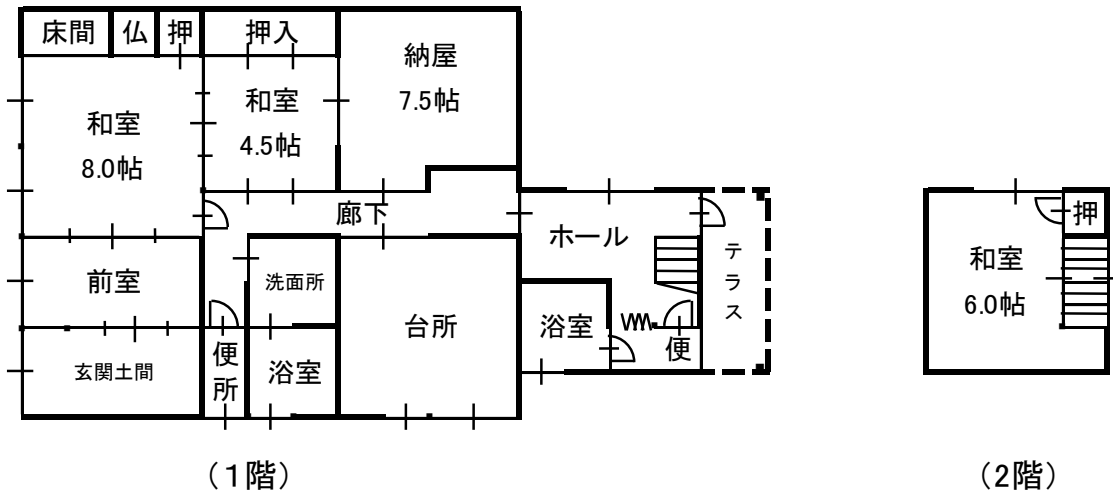 床間
仏
押
押入
納屋
7.5帖
和室
8.0帖
和室
4.5帖
廊下
ホール
テラス
前室
洗面所
台所
浴室
便
玄関土間
便所
浴室
(1階)
押
和室
6.0帖
(2階)